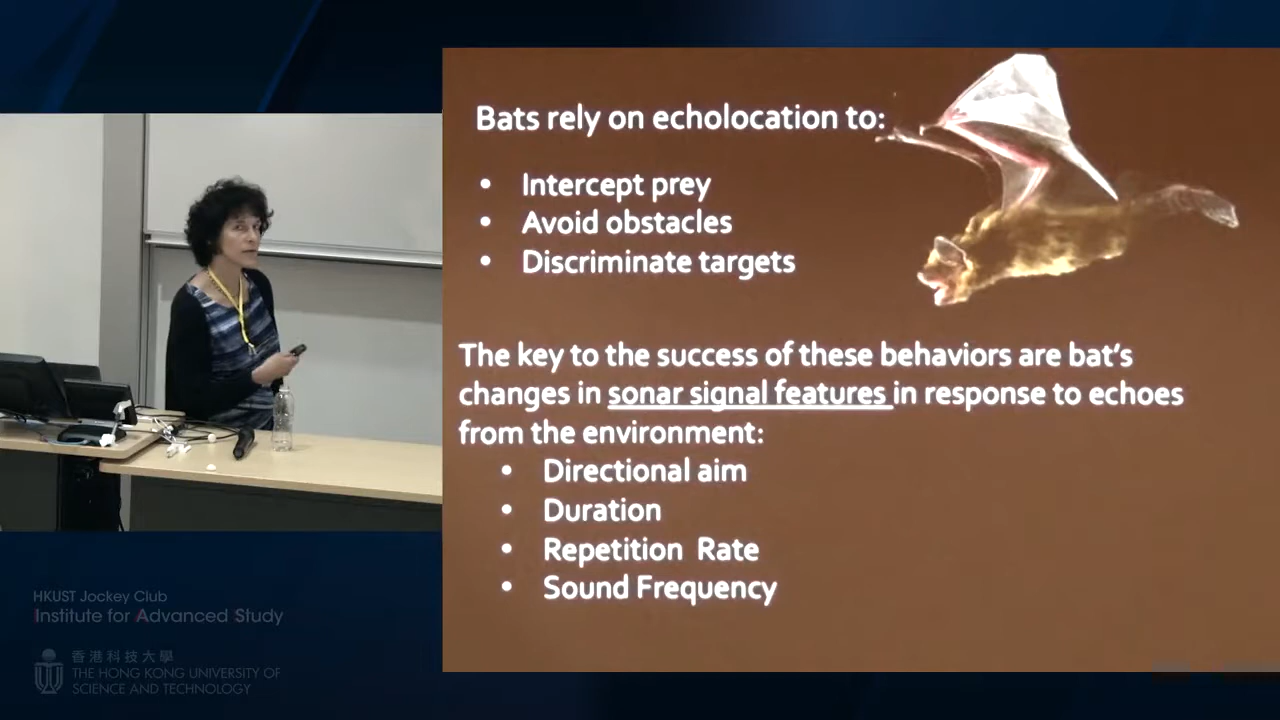 Bats rely on echolocation to:
• Intercept prey
• Avoid obstacles
• Discriminate targets
The key to the success of these behaviors are bat's
changes in sonar signal features in response to echoes
from the environment:
• Directional aim
• Duration
• Repetition Rate
• Sound Frequency
HKUST Jockey Club
Institute for Advanced Study
香港科技大學
THE HONG KONG UNIVERSITY OF
SCIENCE AND TECHNOLOGY